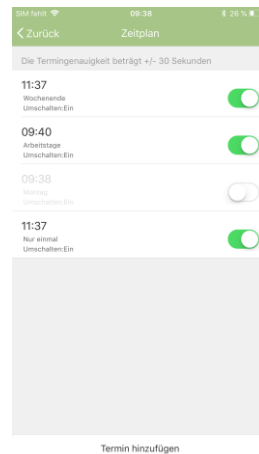 SIM fehlt 09:38 26 %
Zurück Zeitplan
Die Termingenauigkeit beträgt +/- 30 Sekunden
11:37
Wochenende
Umschalten:Ein
09:40
Arbeitstage
Umschalten:Ein
09:38
Montag
Umschalten:Ein
11:37
Nur einmal
Umschalten:Ein
Termin hinzufügen